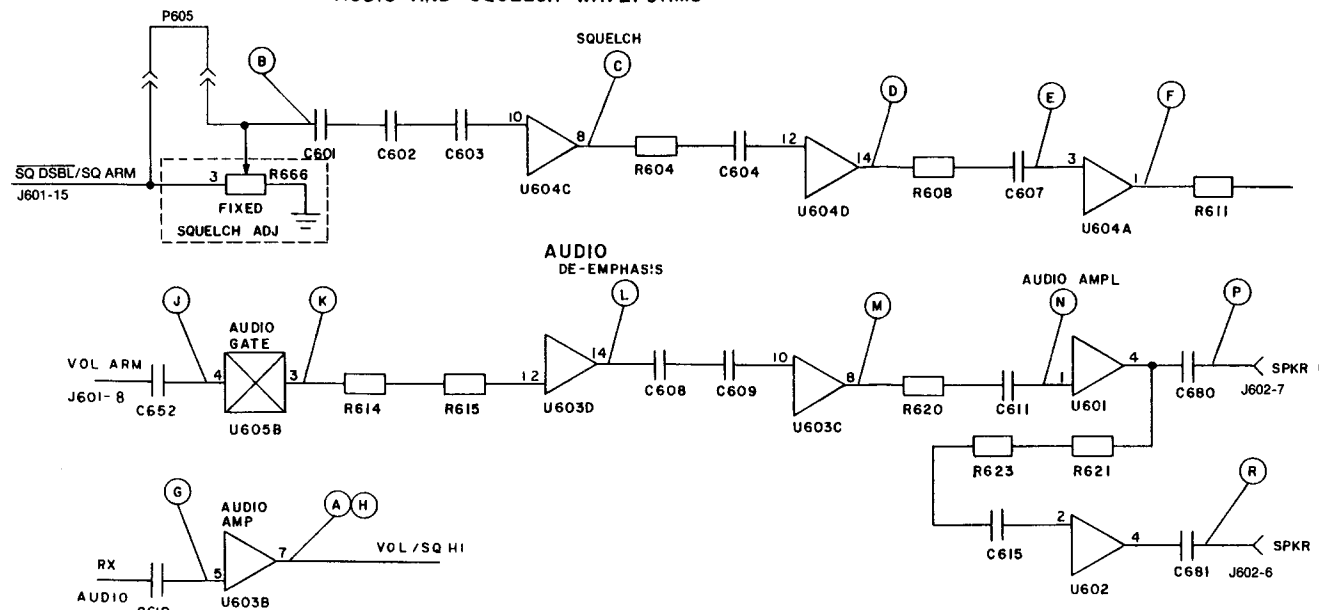 P605
B
SQUELCH
C
D
E
F
10
8
12
14
3
1
C601
C602
C603
U604C
R604
C604
U604D
R608
C607
U604A
R611
SQ DSBL/SQ ARM
J601-15
3
R666
FIXED
SQUELCH ADJ
AUDIO
DE-EMPHASIS
J
AUDIO
GATE
K
L
M
AUDIO AMPL
N
P
VOL ARM
J601-8
C652
4
3
U605B
R614
R615
12
14
U603D
C608
C609
10
8
U603C
R620
C611
1
4
U601
C680
SPKR
J602-7
R623
R621
G
AUDIO
AMP
A
H
R
RX
AUDIO
5
7
VOL/SQ HI
U603B
C615
2
4
U602
C681
SPKR
J602-6